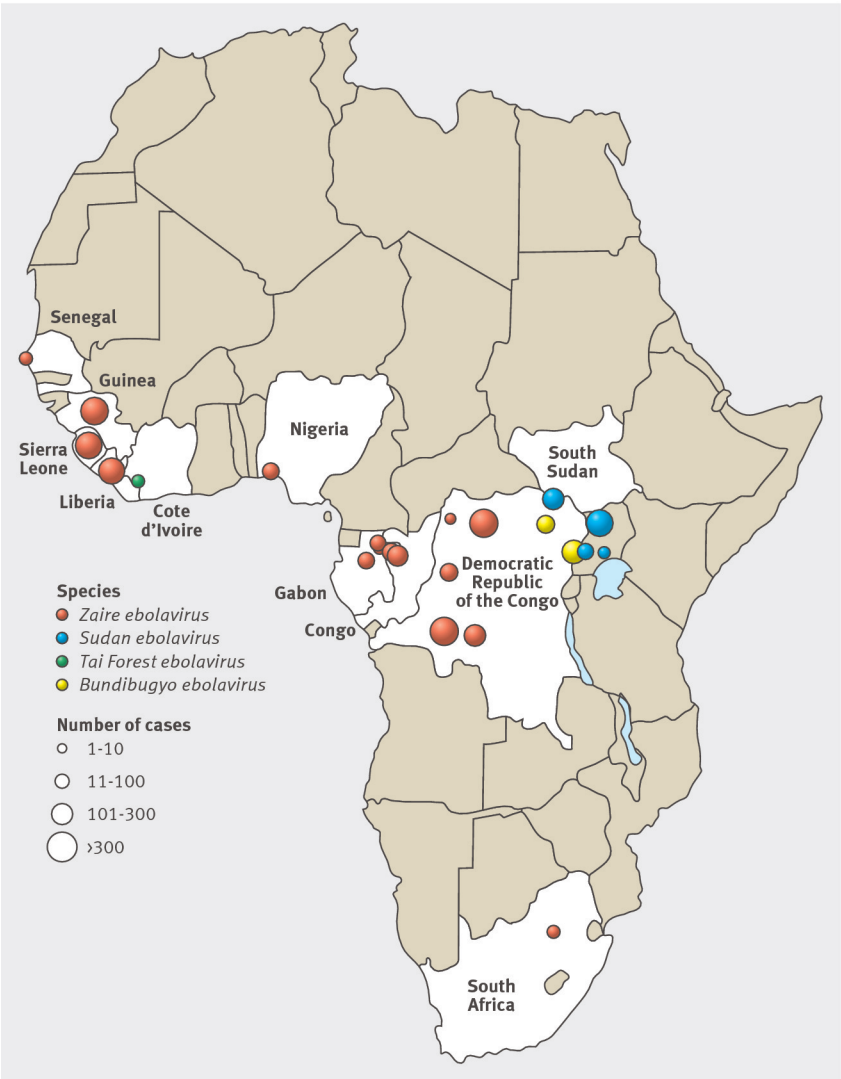 Senegal
Guinea
Nigeria
Sierra
Leone
South
Sudan
Liberia
Cote
d'Ivoire
Democratic
Republic
of the Congo
Gabon
Congo
Species
Zaire ebolavirus
Sudan ebolavirus
Tai Forest ebolavirus
Bundibugyo ebolavirus
Number of cases
1-10
11-100
101-300
>300
South
Africa